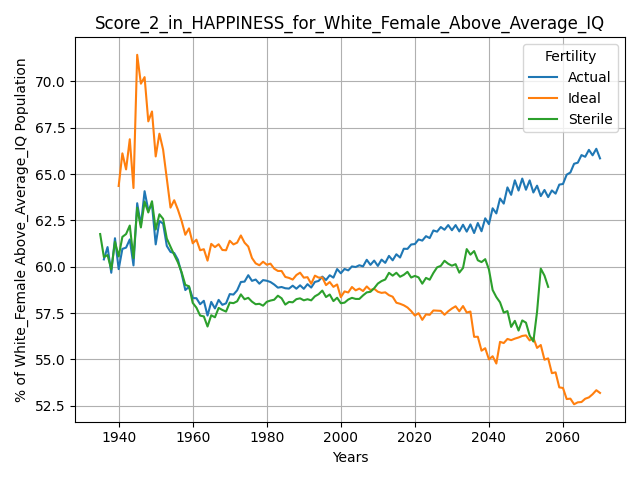 Score_2_in_HAPPINESS_for_White_Female_Above_Average_IQ
% of White_Female Above_Average_IQ Population
70.0
67.5
65.0
62.5
60.0
57.5
55.0
52.5
Fertility
Actual
Ideal
Sterile
1940 1960 1980 2000 2020 2040 2060
Years